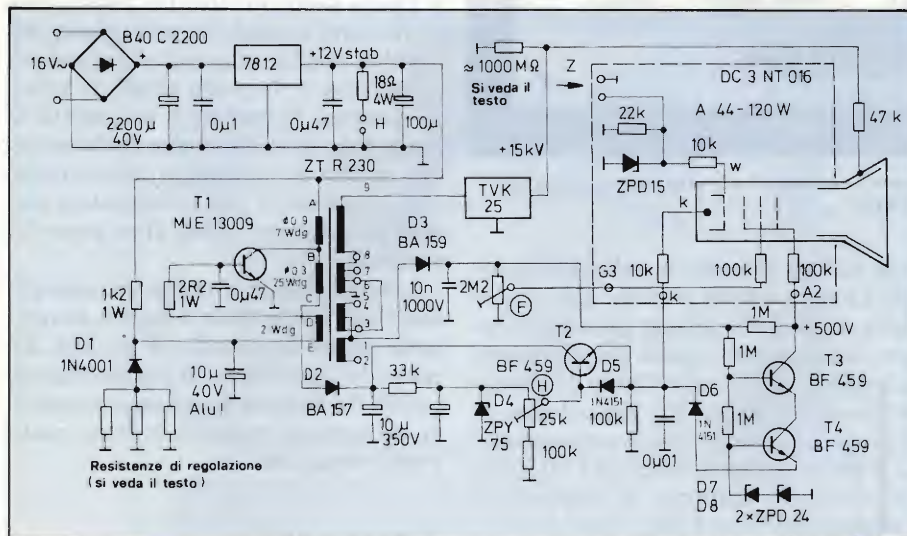 B40 C 2200
16V~
+
7812
+12V stab
2200µ
40V
0µ1
0µ47
18Ω
4W
H
100µ
≈ 1000 MΩ
Si veda il
testo
Z
DC 3 NT 016
A 44-120 W
22k
ZPD 15
10k
w
k
47 k
+15kV
TVK
25
ZT R 230
9
A
ø0.9
7 Wdg
B
ø0.3
25Wdg
C
D
2 Wdg
E
8
7
6
5
4
3
1
2
T1
MJE 13009
1k2
1W
2R2
1W
0µ47
D1
1N4001
10µ
40V
Alu !
Resistenze di regolazione
(si veda il testo)
D3
BA 159
10n
1000V
2M2
F
G3
10k
k
100k
100k
A2
+500V
1M
1M
1M
T3
BF 459
T4
BF 459
D7
D8
2×ZPD 24
D2
BA 157
10µ
350V
33k
D4
ZPY
75
H
25k
100k
T2
BF 459
D5
1N4151
100k
0µ01
D6
1N
4151